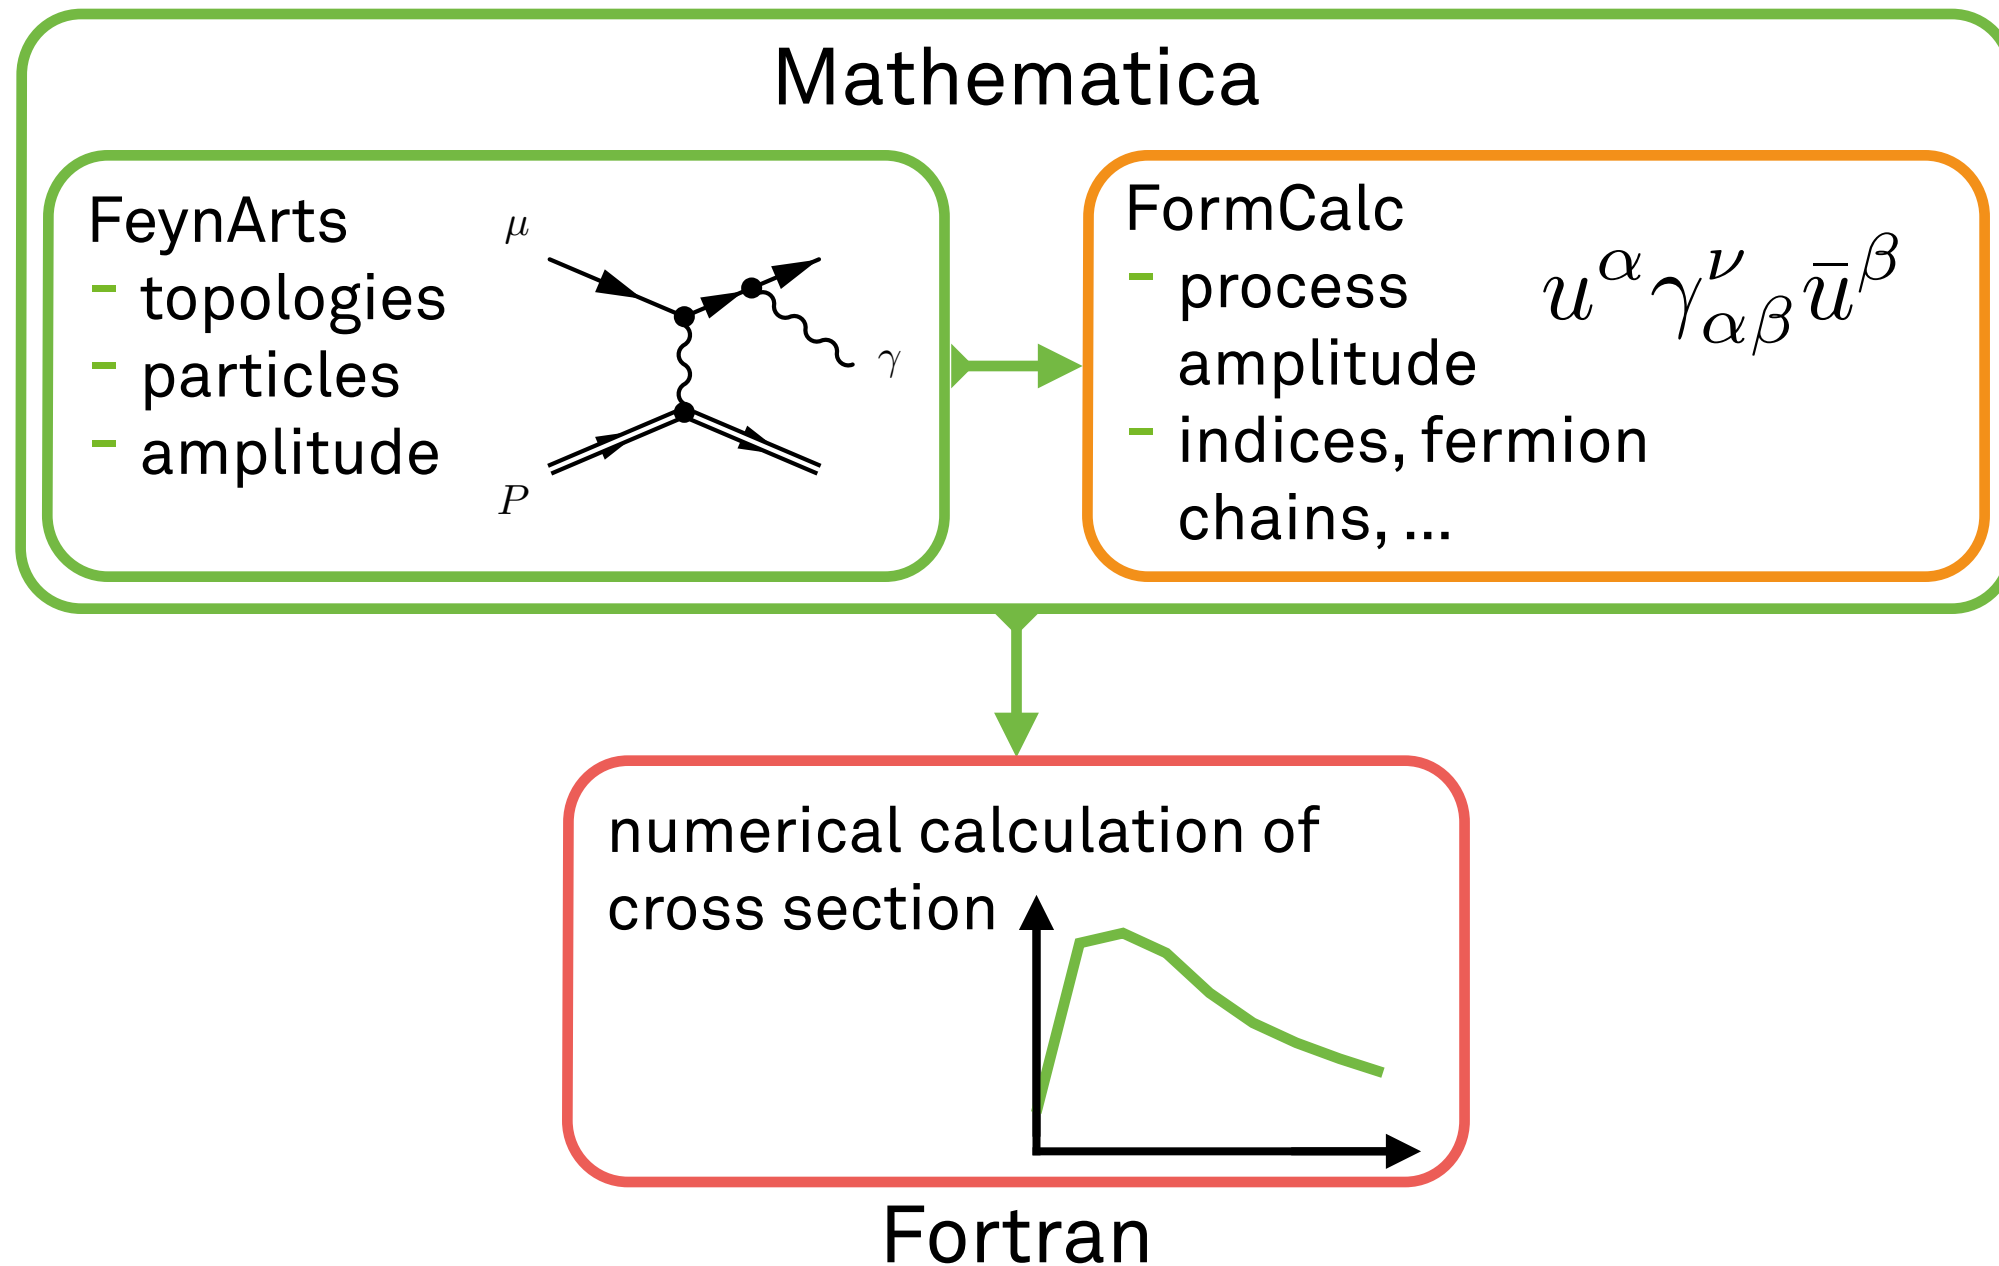 Mathematica
FeynArts
- topologies
- particles
- amplitude
μ
γ
P
FormCalc
- process
amplitude
- indices, fermion
chains, ...
u^α γ^ν_αβ ū^β
numerical calculation of
cross section
Fortran